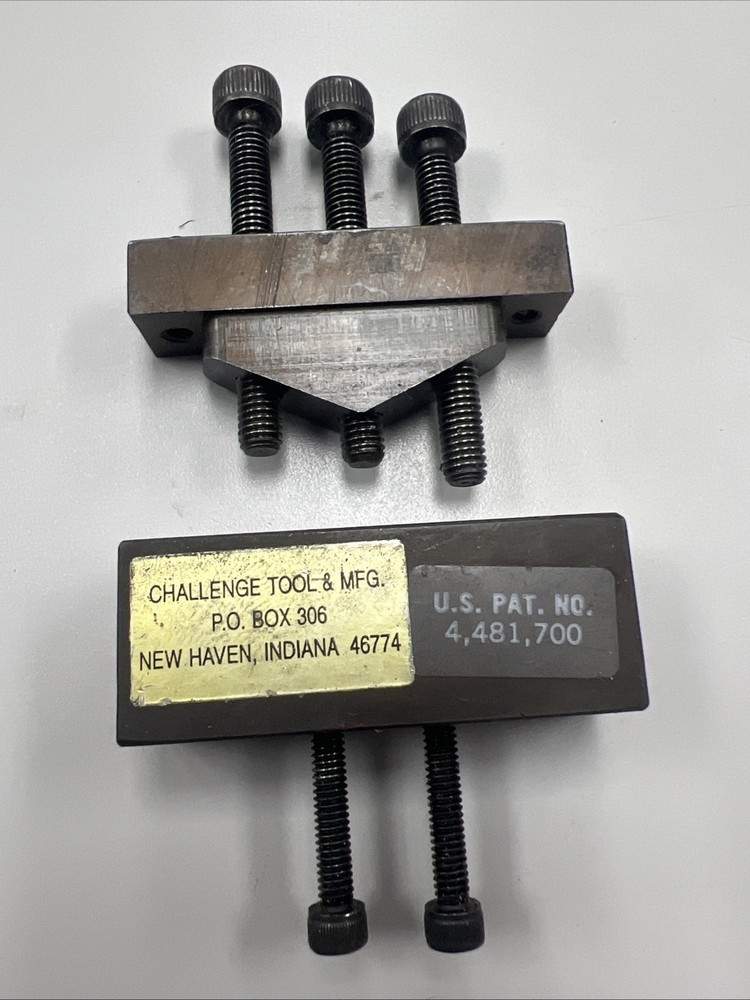 CHALLENGE TOOL & MFG.
P.O. BOX 306
NEW HAVEN, INDIANA 46774
U.S. PAT. NO.
4,481,700